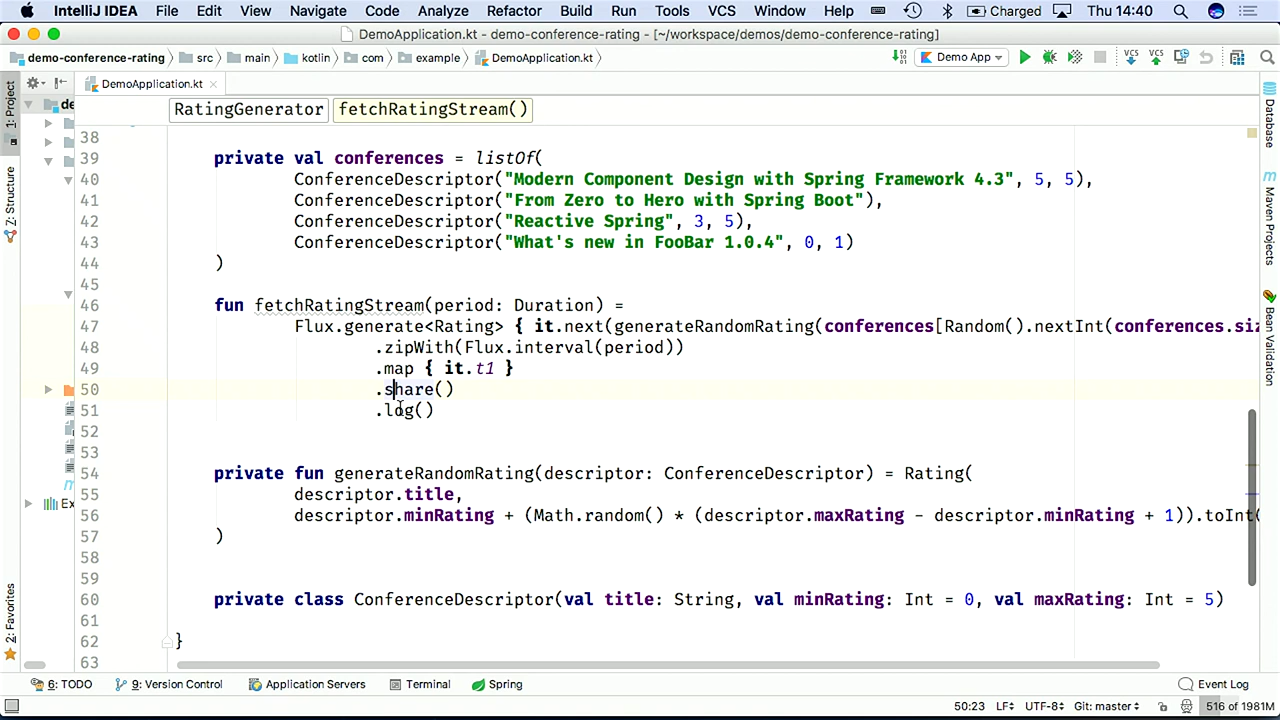 IntelliJ IDEA File Edit View Navigate Code Analyze Refactor Build Run Tools VCS Window Help Charged Thu 14:40
DemoApplication.kt - demo-conference-rating - [~/workspace/demos/demo-conference-rating]
demo-conference-rating src main kotlin com example DemoApplication.kt Demo App VCS VCS
1: Project
Z: Structure
2: Favorites
de
Ex
DemoApplication.kt
RatingGenerator fetchRatingStream()
38
39 private val conferences = listOf(
40 ConferenceDescriptor("Modern Component Design with Spring Framework 4.3", 5, 5),
41 ConferenceDescriptor("From Zero to Hero with Spring Boot"),
42 ConferenceDescriptor("Reactive Spring", 3, 5),
43 ConferenceDescriptor("What's new in FooBar 1.0.4", 0, 1)
44 )
45
46 fun fetchRatingStream(period: Duration) =
47 Flux.generate<Rating> { it.next(generateRandomRating(conferences[Random().nextInt(conferences.siz
48 .zipWith(Flux.interval(period))
49 .map { it.t1 }
50 .share()
51 .log()
52
53
54 private fun generateRandomRating(descriptor: ConferenceDescriptor) = Rating(
55 descriptor.title,
56 descriptor.minRating + (Math.random() * (descriptor.maxRating - descriptor.minRating + 1)).toInt(
57 )
58
59
60 private class ConferenceDescriptor(val title: String, val minRating: Int = 0, val maxRating: Int = 5)
61
62 }
63
Database
Maven Projects
Bean Validation
6: TODO 9: Version Control Application Servers Terminal Spring Event Log
50:23 LF UTF-8 Git: master 516 of 1981M